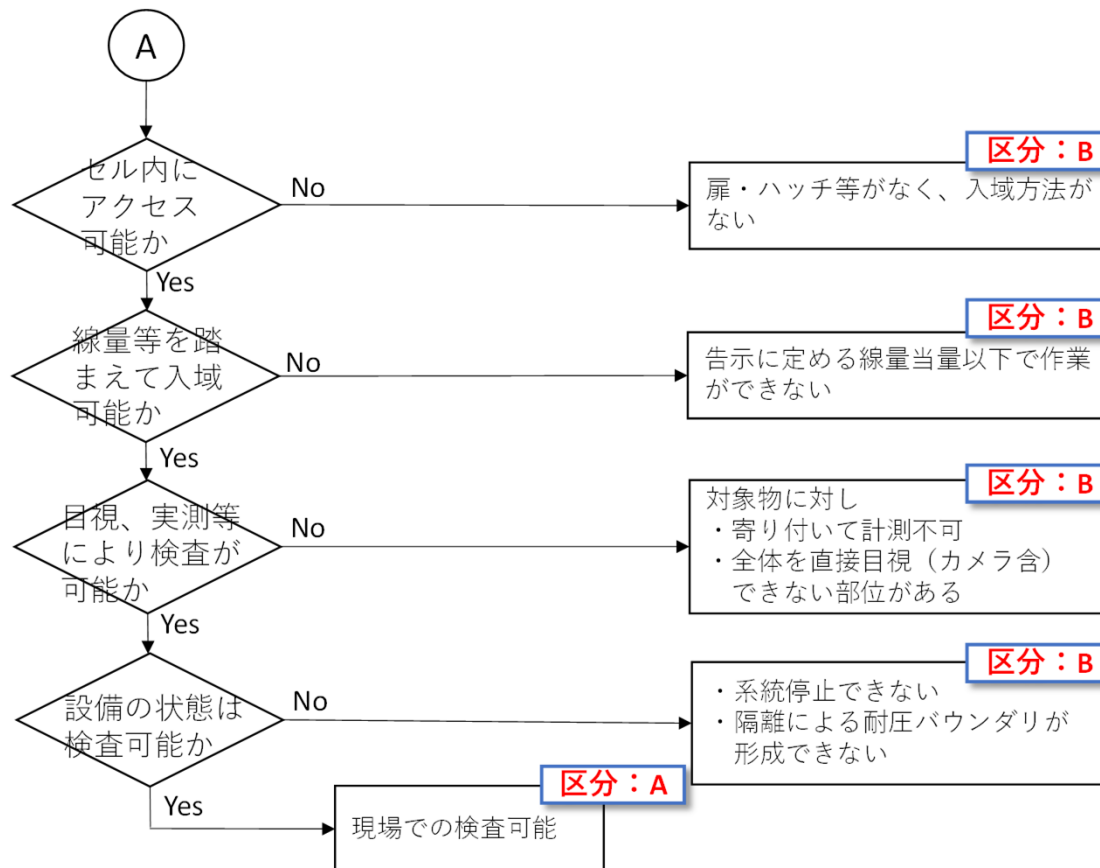 A
セル内に
アクセス
可能か
No
区分：B
扉・ハッチ等がなく、入域方法が
ない
Yes
線量等を踏
まえて入域
可能か
No
区分：B
告示に定める線量当量以下で作業
ができない
Yes
目視、実測等
により検査が
可能か
No
区分：B
対象物に対し
・寄り付いて計測不可
・全体を直接目視（カメラ含）
できない部位がある
Yes
設備の状態は
検査可能か
No
区分：B
・系統停止できない
・隔離による耐圧バウンダリが
形成できない
Yes
区分：A
現場での検査可能